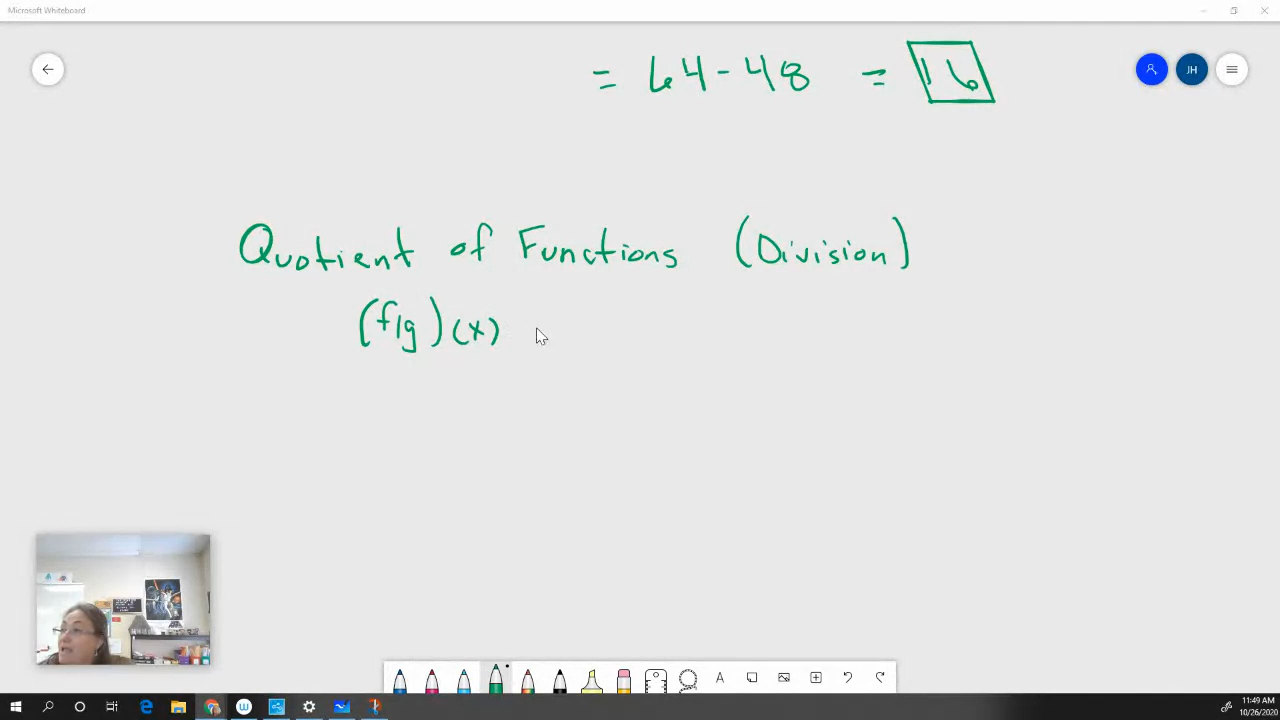 Microsoft Whiteboard
= 64 - 48 = 16
JH
Quotient of Functions (Division)
(f/g)(x)
A
11:49 AM
10/26/2020